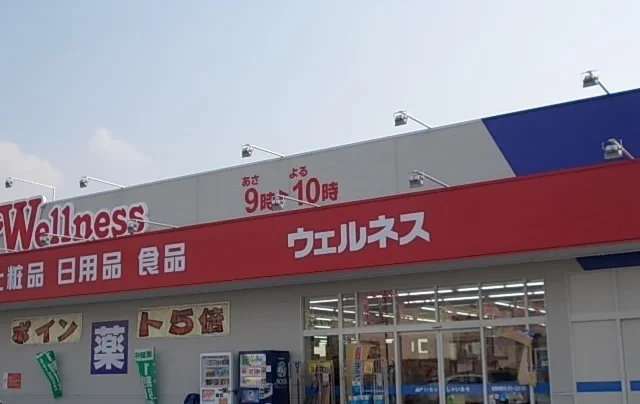 Wellness
あさ よる
9時▶10時
粧品 日用品 食品
ウェルネス
ポイント5倍
薬